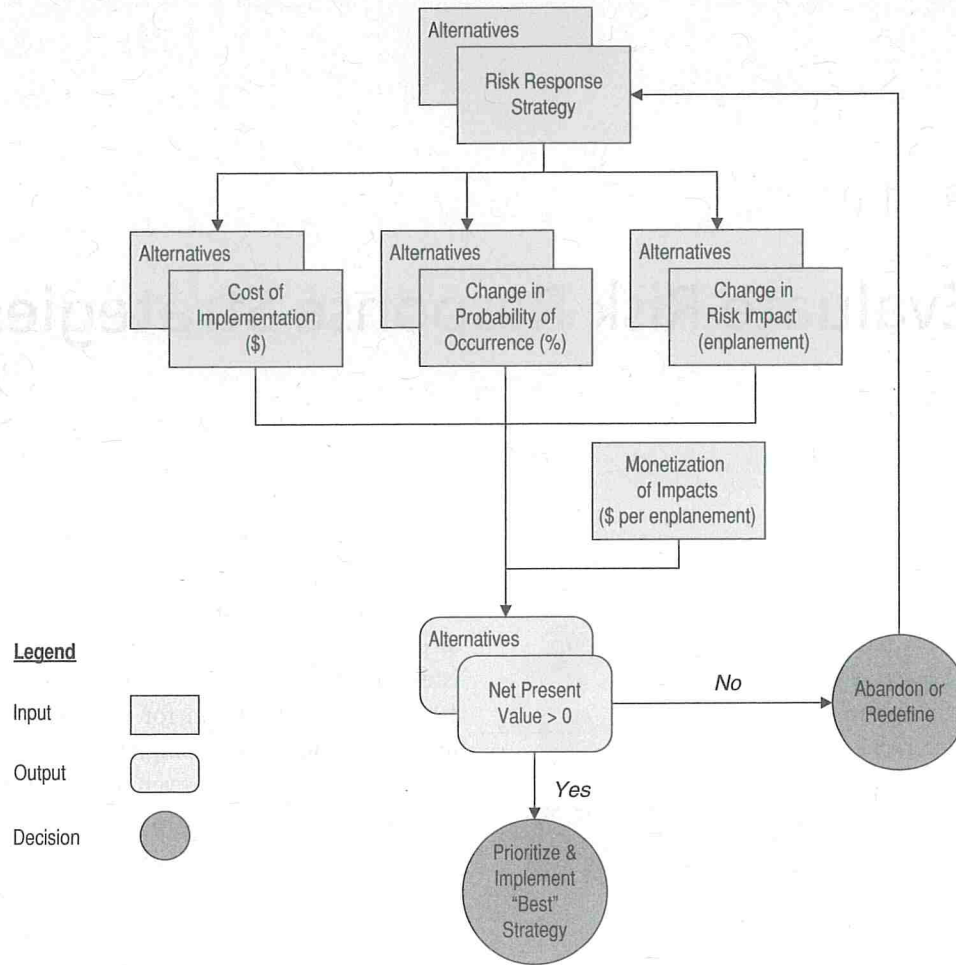 Alternatives
Risk Response
Strategy
Alternatives
Cost of
Implementation
($)
Alternatives
Change in
Probability of
Occurrence (%)
Alternatives
Change in
Risk Impact
(enplanement)
Monetization
of Impacts
($ per enplanement)
Alternatives
Net Present
Value > 0
No
Abandon or
Redefine
Yes
Prioritize &
Implement
“Best”
Strategy
Legend
Input
Output
Decision